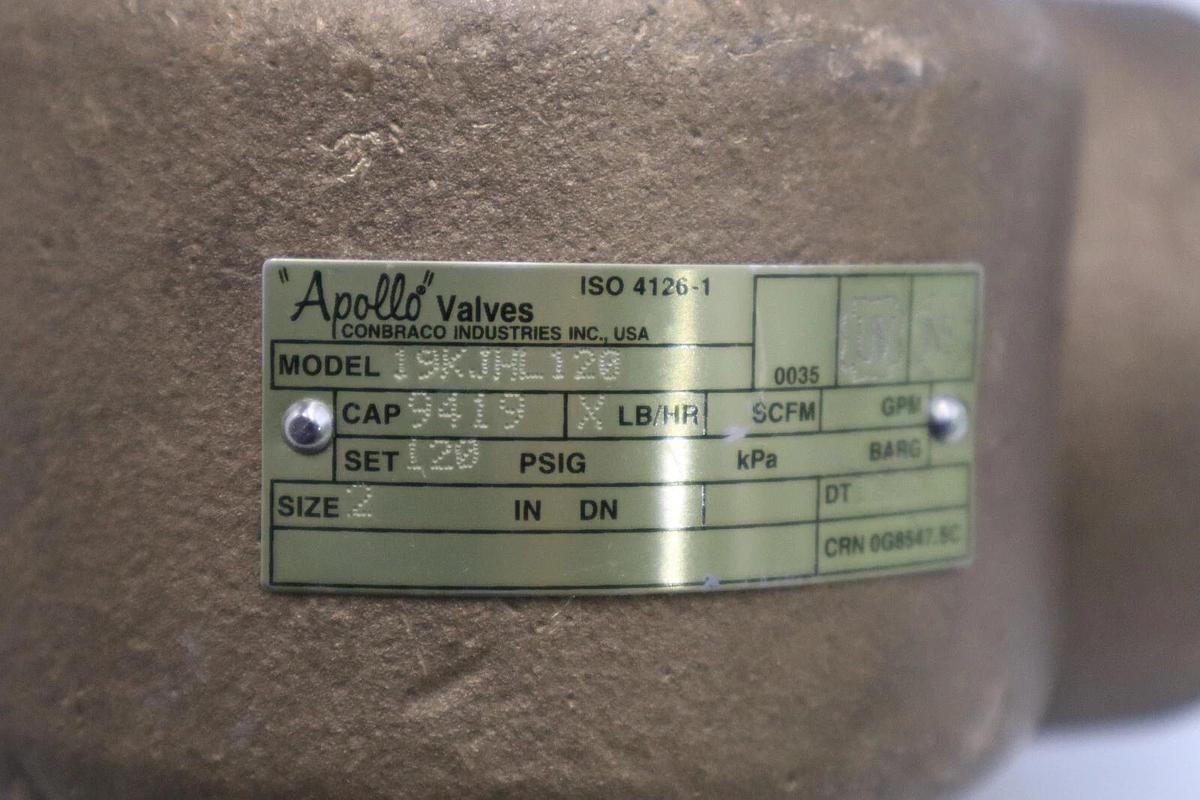 "Apollo"® Valves
ISO 4126-1
CONBRACO INDUSTRIES INC., USA
MODEL 19KJHL120
0035 UV
CAP 9419 X LB/HR SCFM GPM
SET 120 PSIG kPa BARG
SIZE 2 IN DN
DT
CRN 0G8547.5C